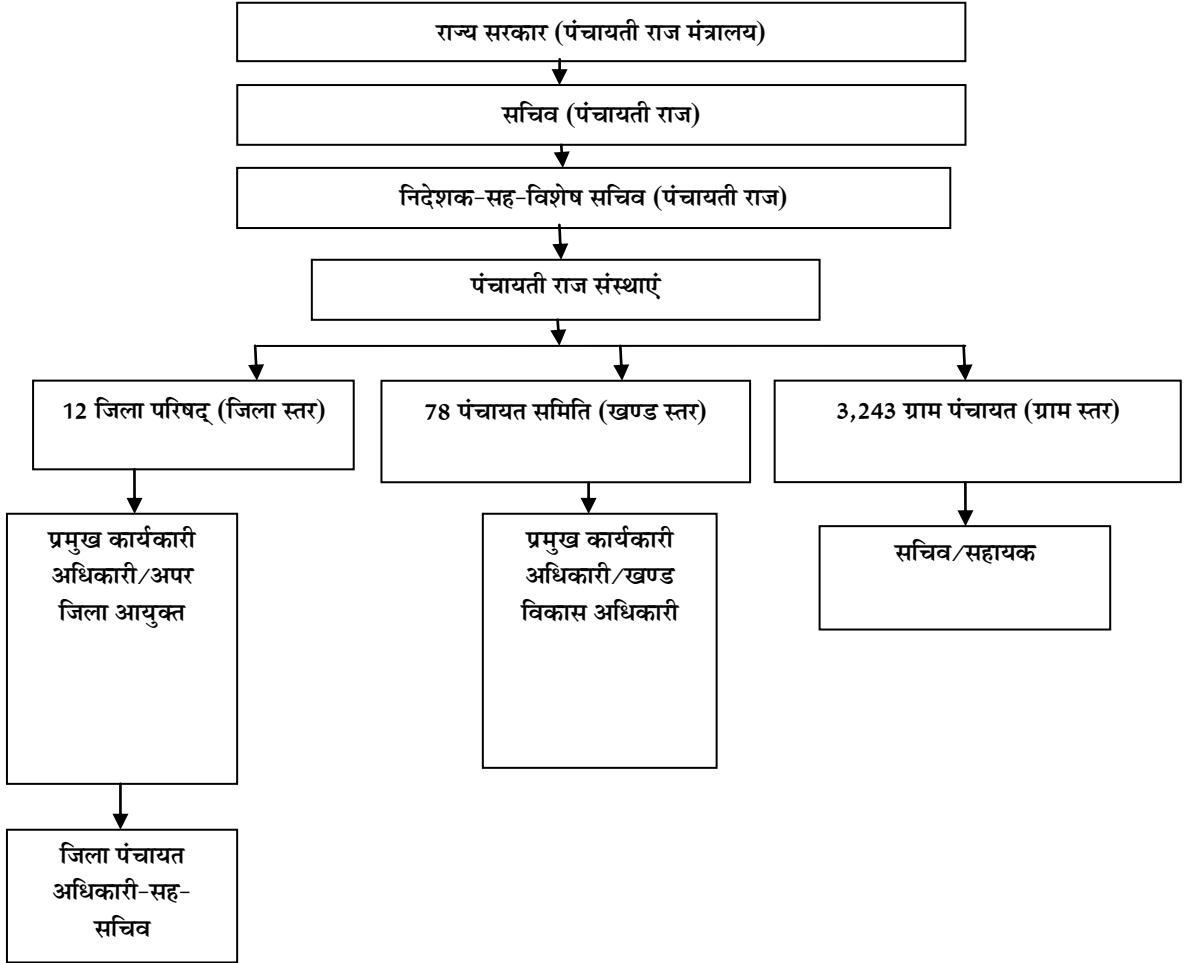 राज्य सरकार (पंचायती राज मंत्रालय)
सचिव (पंचायती राज)
निदेशक-सह-विशेष सचिव (पंचायती राज)
पंचायती राज संस्थाएं
12 जिला परिषद् (जिला स्तर)
78 पंचायत समिति (खण्ड स्तर)
3,243 ग्राम पंचायत (ग्राम स्तर)
प्रमुख कार्यकारी
अधिकारी/अपर
जिला आयुक्त
प्रमुख कार्यकारी
अधिकारी/खण्ड
विकास अधिकारी
सचिव/सहायक
जिला पंचायत
अधिकारी-सह-
सचिव